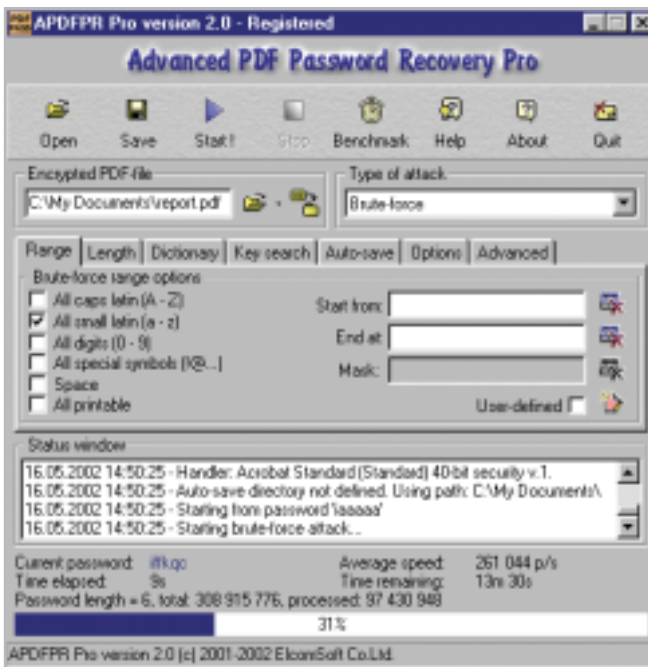 APDFPR Pro version 2.0 - Registered
Advanced PDF Password Recovery Pro
Open Save Start! Stop Benchmark Help About Quit
Encrypted PDF-file Type of attack
C:\My Documents\report.pdf Brute-force
Range Length Dictionary Key search Auto-save Options Advanced
Brute-force range options
All caps latin (A - Z)
All small latin (a - z)
All digits (0 - 9)
All special symbols (!@...)
Space
All printable
Start from:
End at:
Mask:
User-defined
Status window
16.05.2002 14:50:25 - Handler: Acrobat Standard (Standard) 40-bit security v.1.
16.05.2002 14:50:25 - Auto-save directory not defined. Using path: C:\My Documents\
16.05.2002 14:50:25 - Starting from password 'iaaaaa'
16.05.2002 14:50:25 - Starting brute-force attack...
Current password: Average speed: 261 044 p/s
Time elapsed: 9s Time remaining: 13m 30s
Password length = 6, total: 308 915 776, processed: 97 430 948
31%
APDFPR Pro version 2.0 (c) 2001-2002 ElcomSoft Co.Ltd.